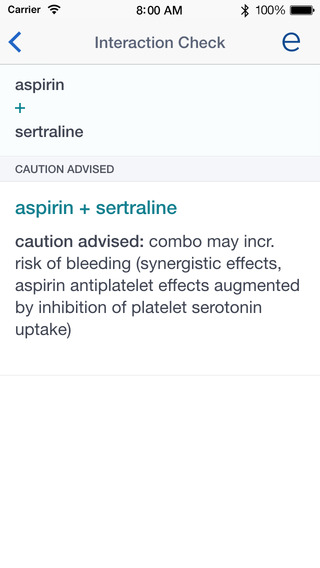 Carrier 8:00 AM 100%
Interaction Check e
aspirin
+
sertraline
CAUTION ADVISED
aspirin + sertraline
caution advised: combo may incr.
risk of bleeding (synergistic effects,
aspirin antiplatelet effects augmented
by inhibition of platelet serotonin
uptake)